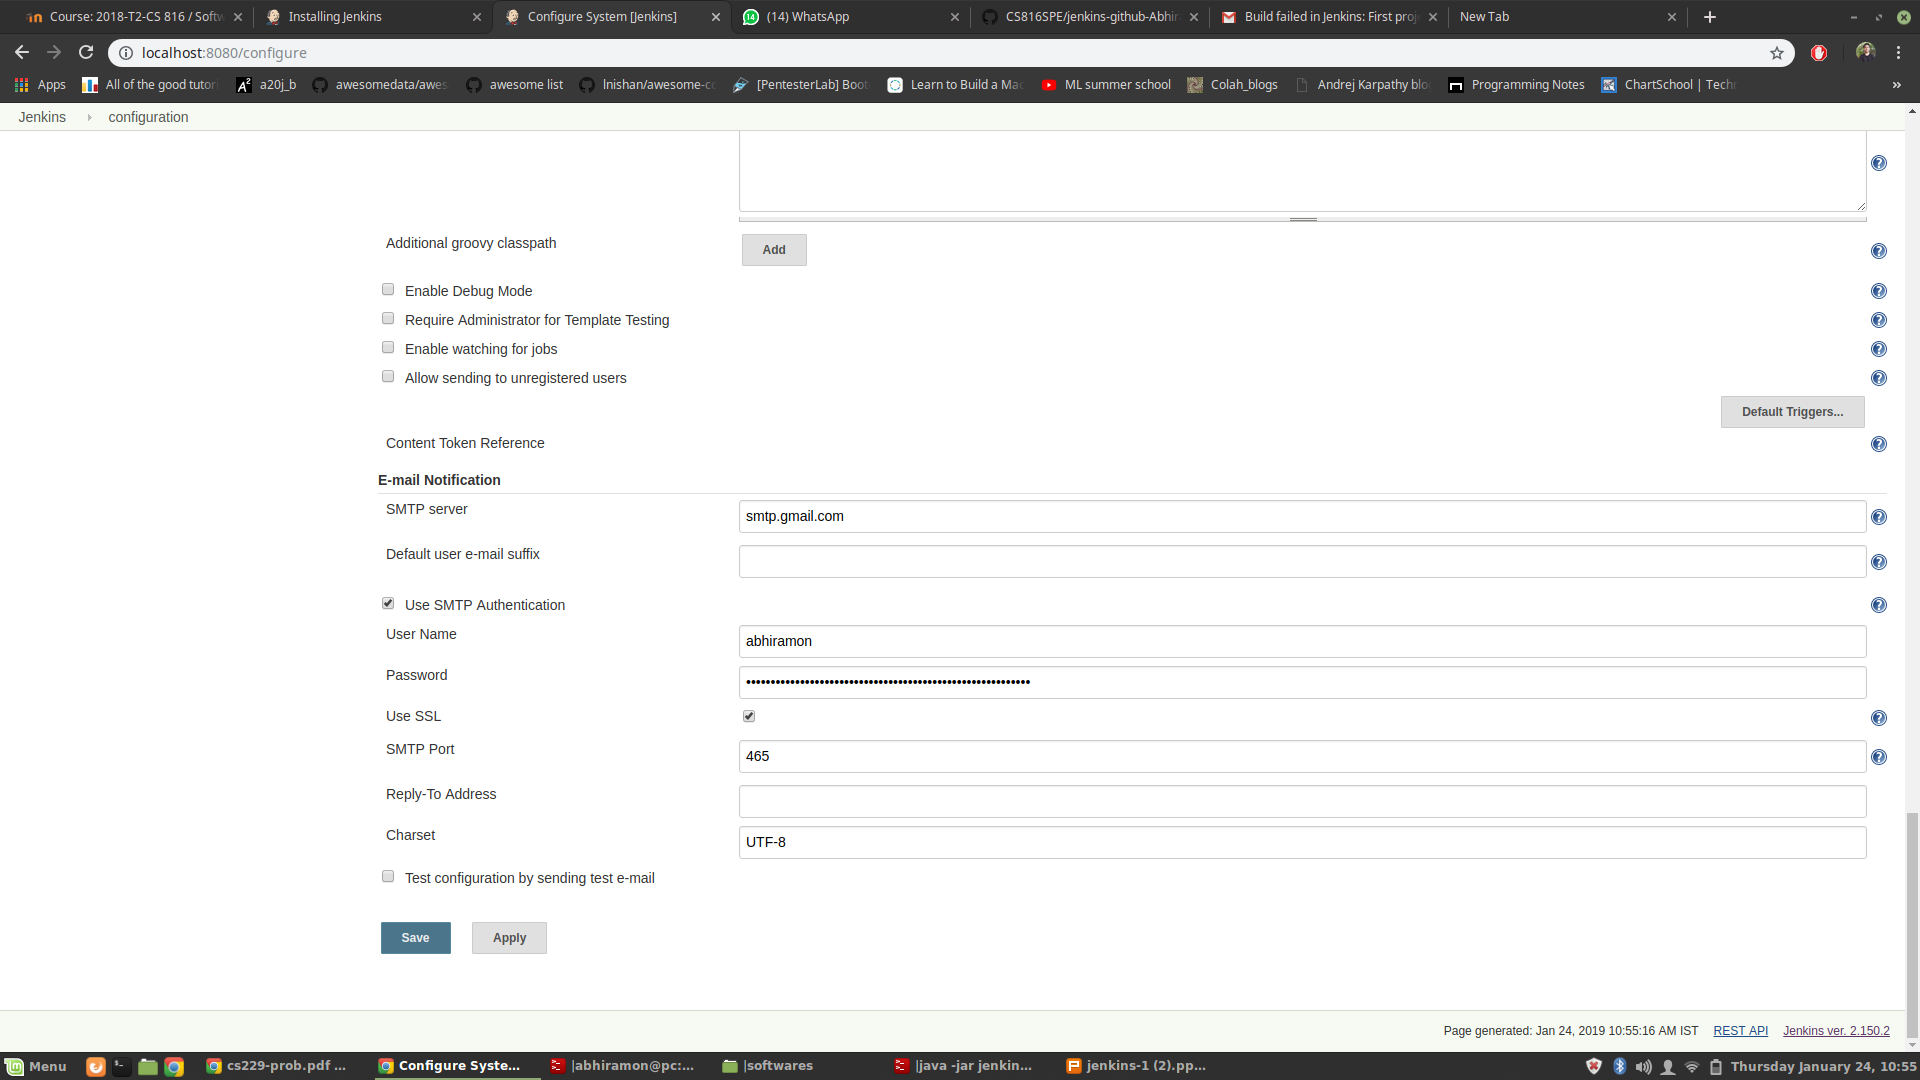 Course: 2018-T2-CS 816 / Softw
Installing Jenkins
Configure System [Jenkins]
(14) WhatsApp
CS816SPE/jenkins-github-Abhir
Build failed in Jenkins: First proj
New Tab
localhost:8080/configure
Apps
All of the good tutor
a20j_b
awesomedata/awes
awesome list
lnishan/awesome-co
[PentesterLab] Boot
Learn to Build a Mac
ML summer school
Colah_blogs
Andrej Karpathy blo
Programming Notes
ChartSchool | Tech
»
Jenkins
configuration
Additional groovy classpath
Add
Enable Debug Mode
Require Administrator for Template Testing
Enable watching for jobs
Allow sending to unregistered users
Default Triggers...
Content Token Reference
E-mail Notification
SMTP server
smtp.gmail.com
Default user e-mail suffix
Use SMTP Authentication
User Name
abhiramon
Password
Use SSL
SMTP Port
465
Reply-To Address
Charset
UTF-8
Test configuration by sending test e-mail
Save
Apply
Page generated: Jan 24, 2019 10:55:16 AM IST
REST API
Jenkins ver. 2.150.2
Menu
cs229-prob.pdf ...
Configure Syste...
|abhiramon@pc:...
|softwares
|java -jar jenkin...
jenkins-1 (2).pp...
Thursday January 24, 10:55